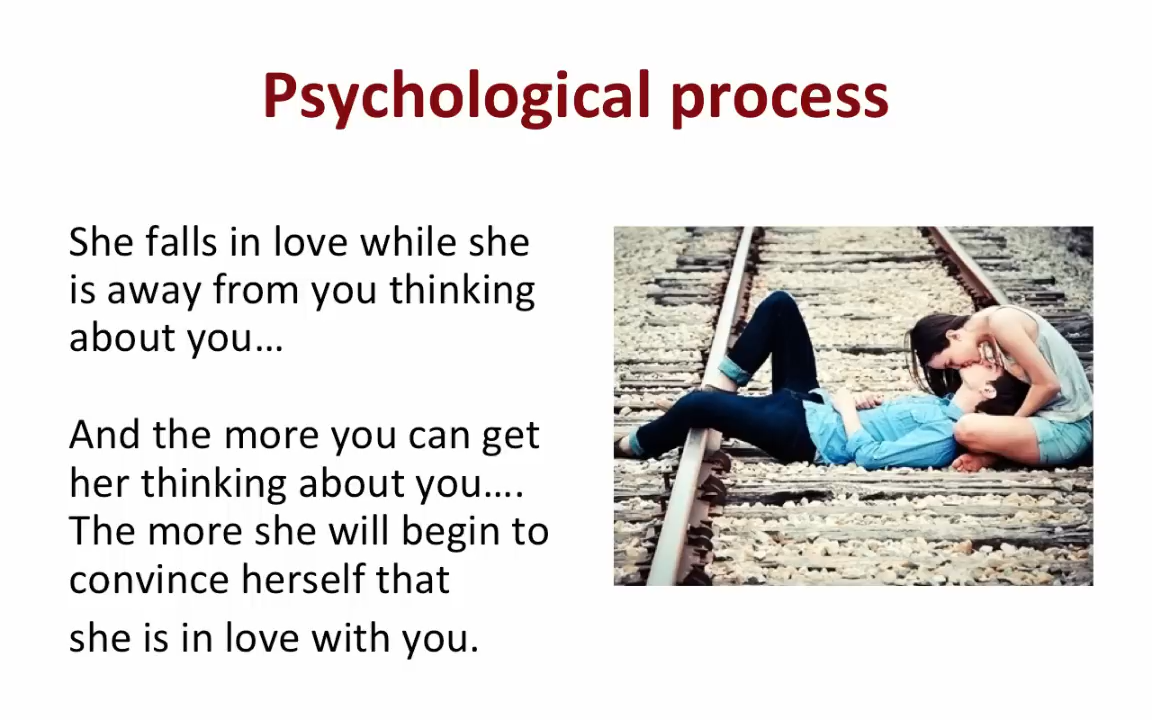 Psychological process
She falls in love while she
is away from you thinking
about you…
And the more you can get
her thinking about you….
The more she will begin to
convince herself that
she is in love with you.